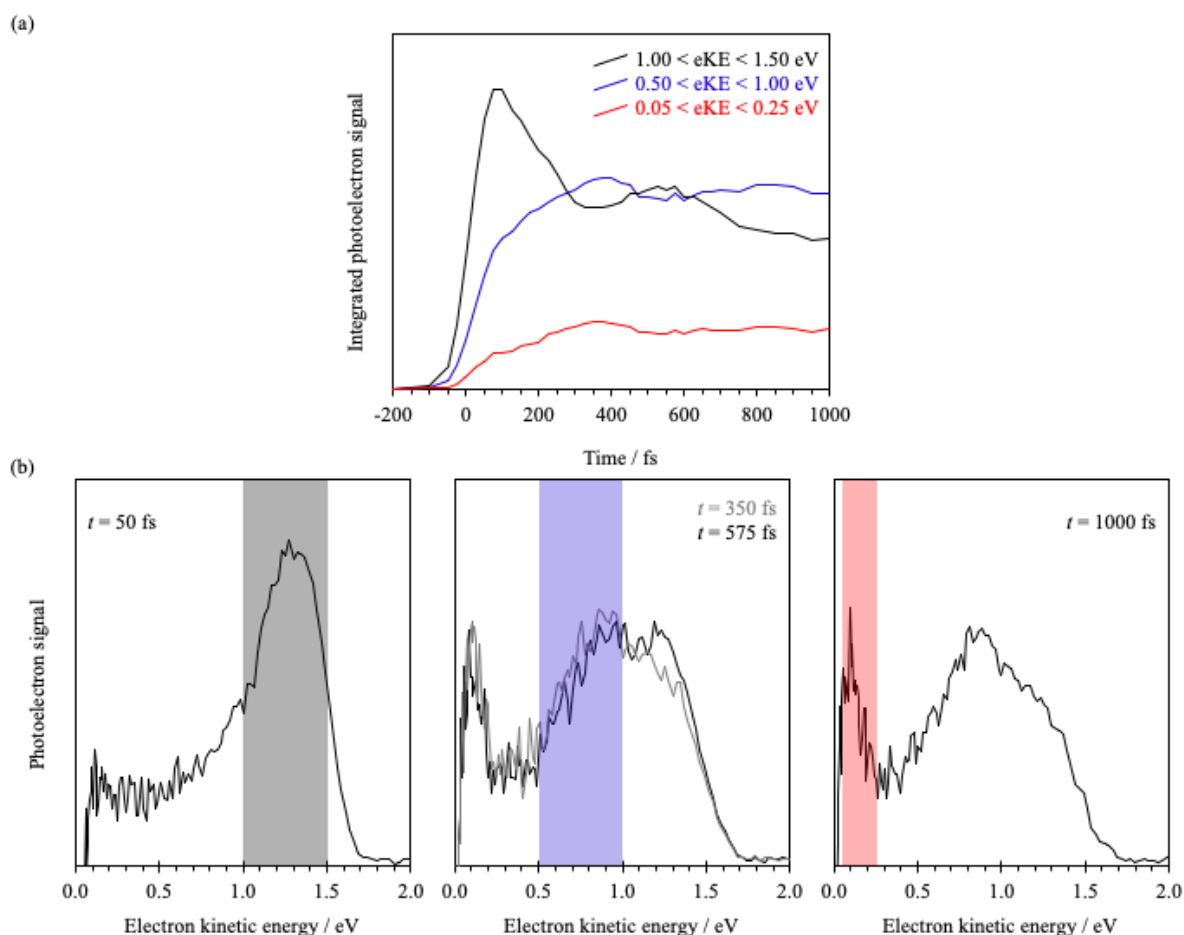 (a)
1.00 < eKE < 1.50 eV
0.50 < eKE < 1.00 eV
0.05 < eKE < 0.25 eV
Integrated photoelectron signal
-200 0 200 400 600 800 1000
Time / fs
(b)
t = 50 fs
t = 350 fs
t = 575 fs
t = 1000 fs
Photoelectron signal
0.0 0.5 1.0 1.5 2.0
0.0 0.5 1.0 1.5 2.0
0.0 0.5 1.0 1.5 2.0
Electron kinetic energy / eV
Electron kinetic energy / eV
Electron kinetic energy / eV